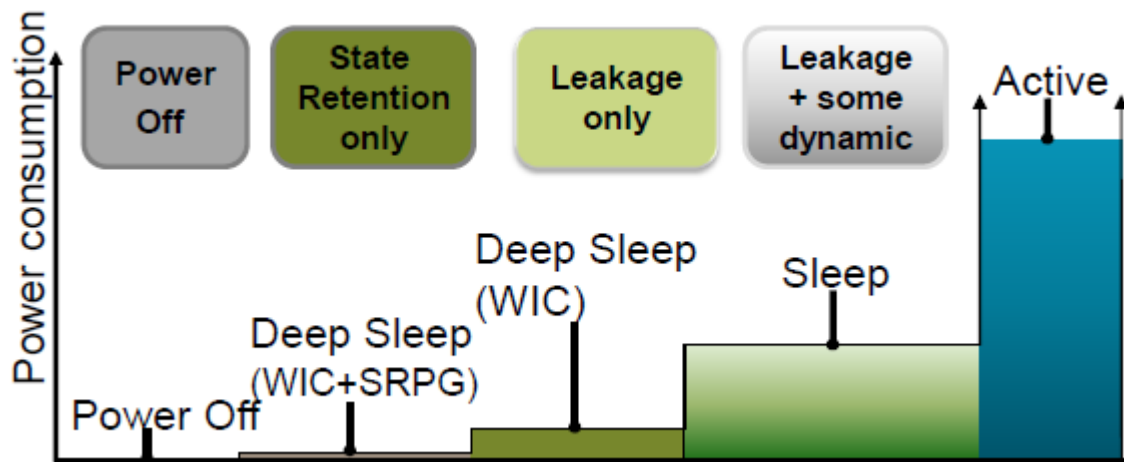 Power consumption
Power
Off
State
Retention
only
Leakage
only
Leakage
+ some
dynamic
Active
Deep Sleep
(WIC)
Sleep
Deep Sleep
(WIC+SRPG)
Power Off